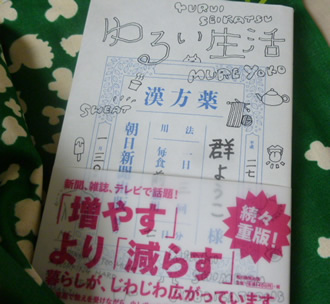 YURUI
SEIKATSU
ゆるい生活
MURE YOKO
SWEAT
漢方薬
群ようこ様
用法
一日三
毎食
朝日新聞
新聞、雑誌、テレビで話題!
「増やす」
より「減らす」
暮らしが、じわじわ広がっています
続々
重版!